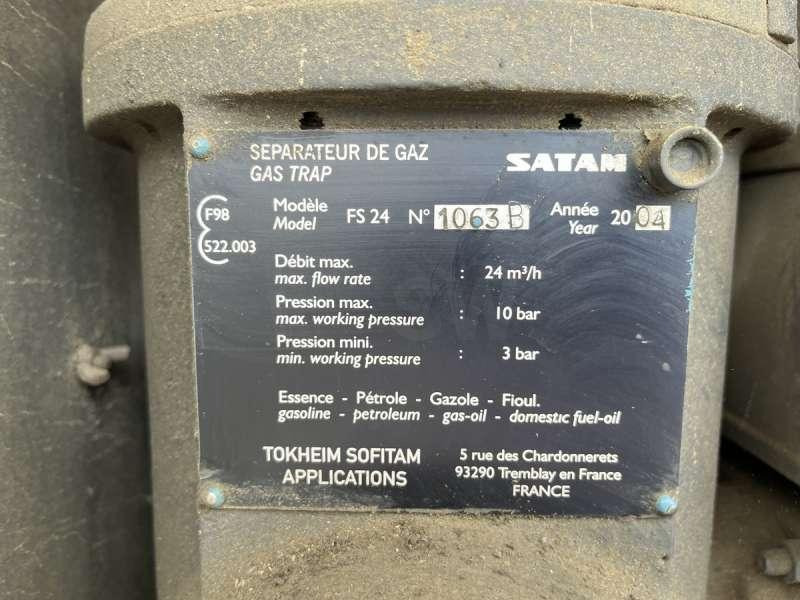 SEPARATEUR DE GAZ SATAM
GAS TRAP
F98
522.003
Modèle FS 24 N° 1063 B Année 20 04
Model Year
Débit max. : 24 m³/h
max. flow rate
Pression max. : 10 bar
max. working pressure
Pression mini. : 3 bar
min. working pressure
Essence - Pétrole - Gazole - Fioul.
gasoline - petroleum - gas-oil - domestic fuel-oil
TOKHEIM SOFITAM
APPLICATIONS
5 rue des Chardonnerets
93290 Tremblay en France
FRANCE